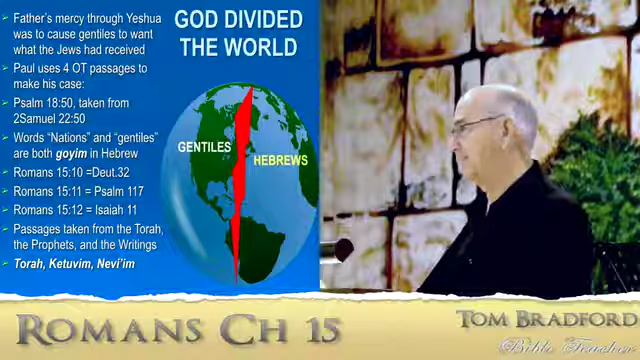 Father's mercy through Yeshua
was to cause gentiles to want
what the Jews had received
Paul uses 4 OT passages to
make his case:
Psalm 18:50, taken from
2Samuel 22:50
Words "Nations" and "gentiles"
are both goyim in Hebrew
Romans 15:10 =Deut.32
Romans 15:11 = Psalm 117
Romans 15:12 = Isaiah 11
Passages taken from the Torah,
the Prophets, and the Writings
Torah, Ketuvim, Nevi'im
GOD DIVIDED
THE WORLD
GENTILES
HEBREWS
ROMANS CH 15
TOM BRADFORD
Bible Teacher